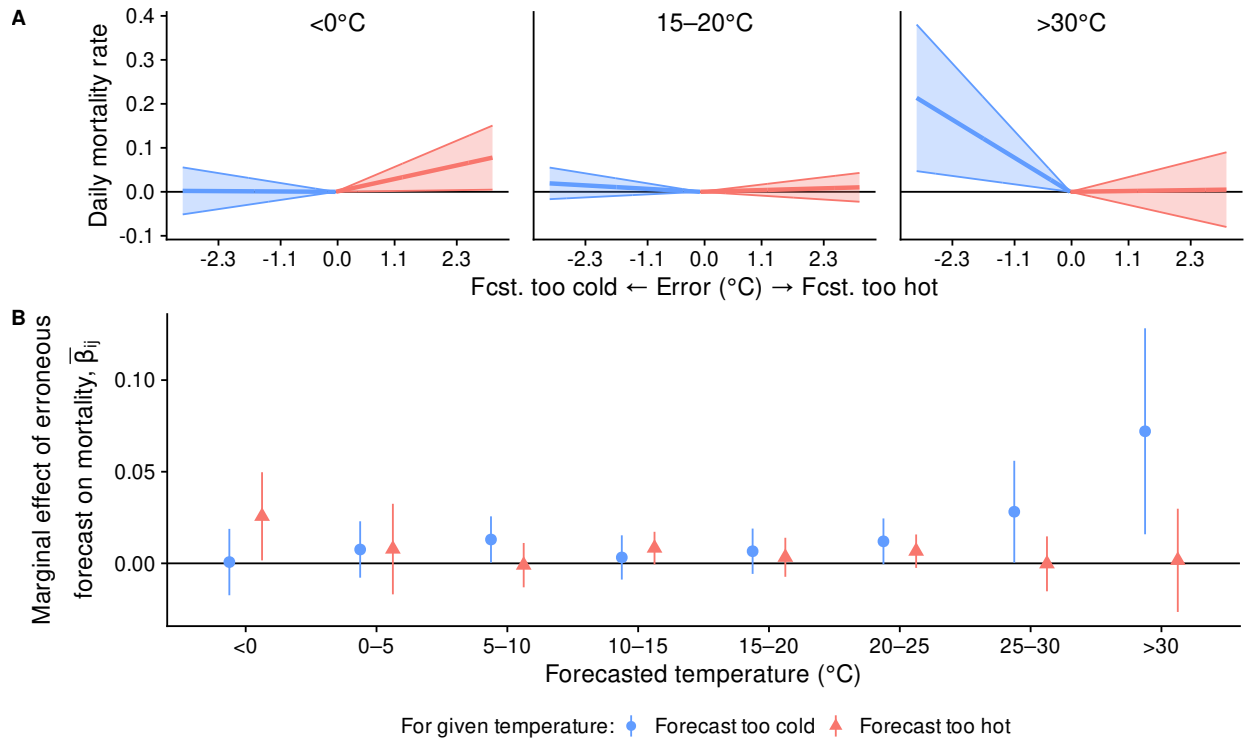 A
<0°C
15–20°C
>30°C
Daily mortality rate
0.4
0.3
0.2
0.1
0.0
-0.1
-2.3 -1.1 0.0 1.1 2.3
-2.3 -1.1 0.0 1.1 2.3
-2.3 -1.1 0.0 1.1 2.3
Fcst. too cold ← Error (°C) → Fcst. too hot
B
Marginal effect of erroneous
forecast on mortality, β̅ij
0.10
0.05
0.00
<0 0–5 5–10 10–15 15–20 20–25 25–30 >30
Forecasted temperature (°C)
For given temperature: Forecast too cold Forecast too hot